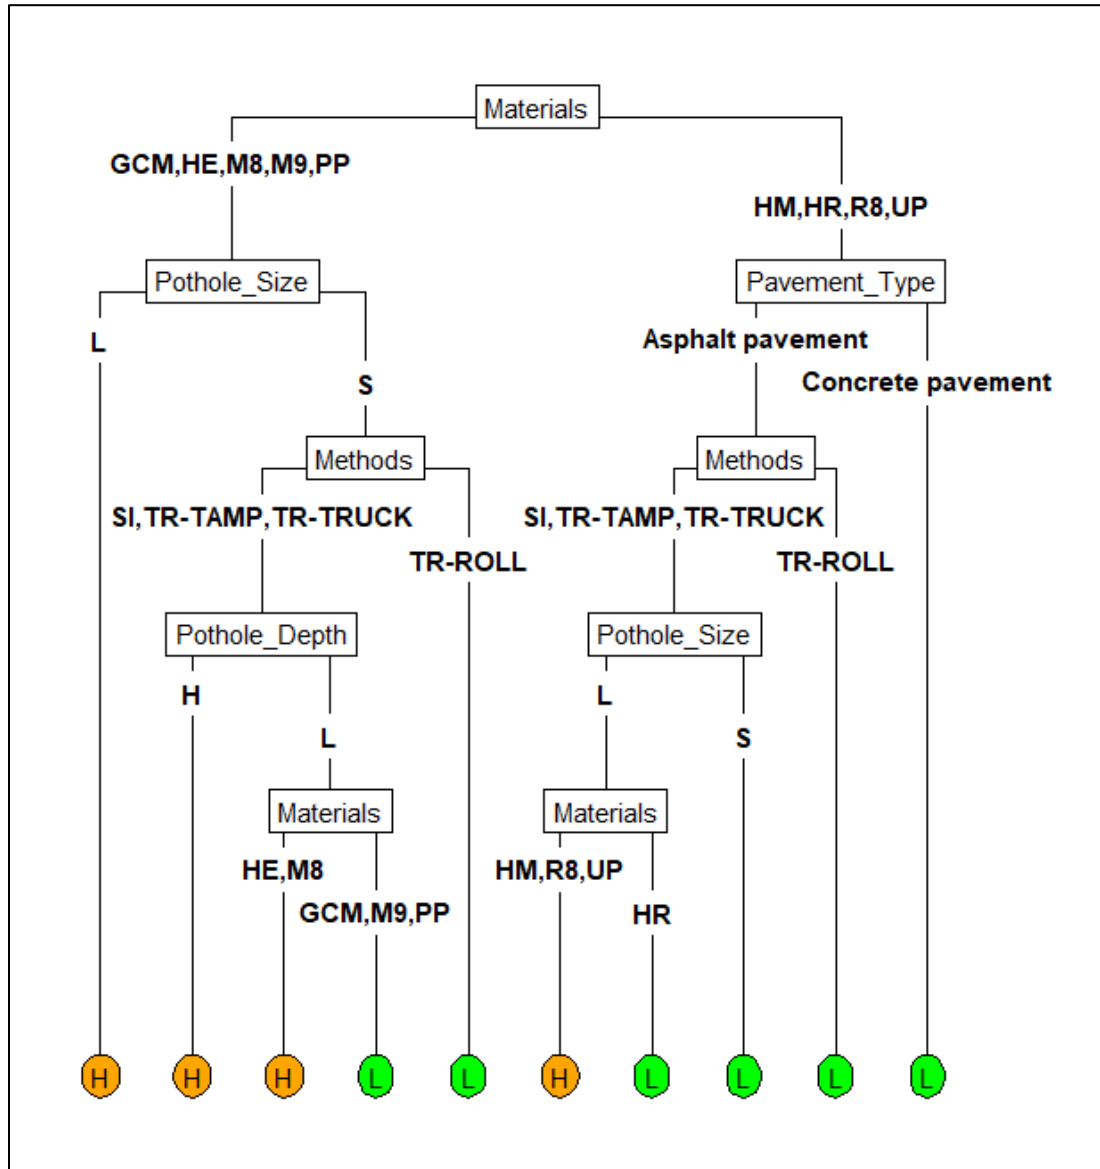 Materials
GCM,HE,M8,M9,PP
HM,HR,R8,UP
Pothole_Size
Pavement_Type
L
Asphalt pavement
S
Concrete pavement
Methods
Methods
SI,TR-TAMP,TR-TRUCK
SI,TR-TAMP,TR-TRUCK
TR-ROLL
TR-ROLL
Pothole_Depth
Pothole_Size
H
L
L
S
Materials
Materials
HE,M8
HM,R8,UP
GCM,M9,PP
HR
H
H
H
L
L
H
L
L
L
L